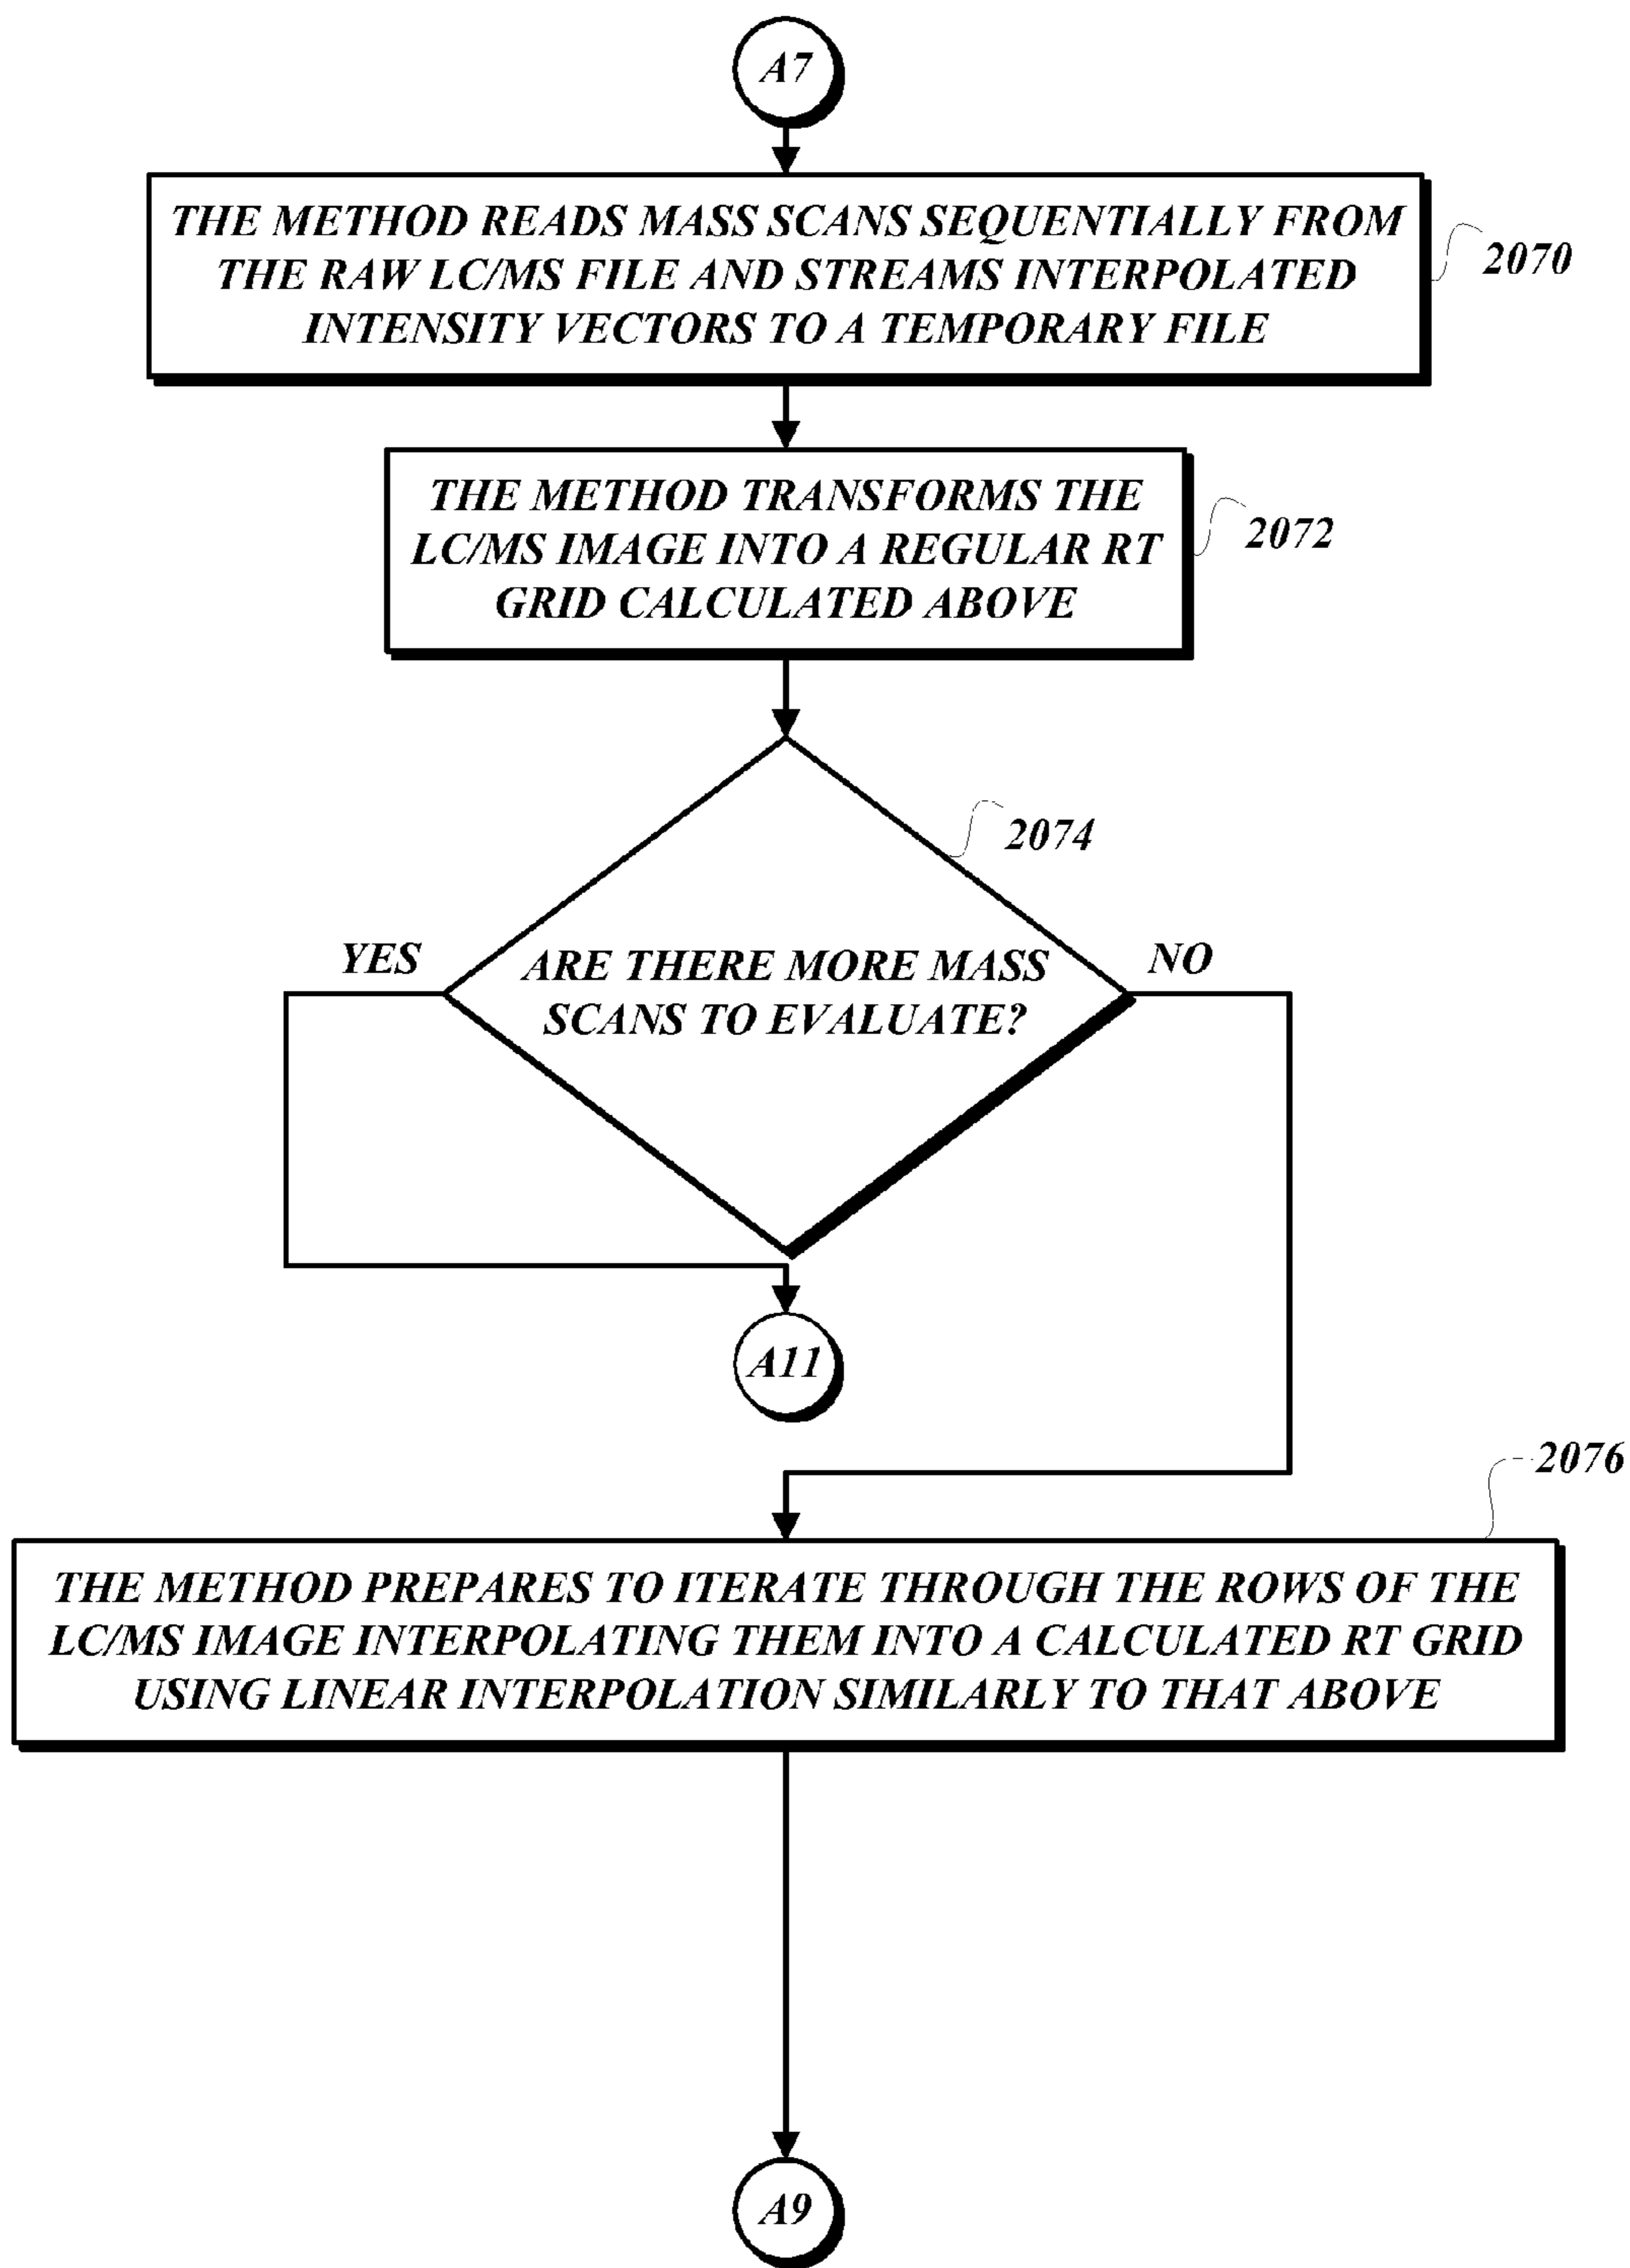 A7
THE METHOD READS MASS SCANS SEQUENTIALLY FROM
THE RAW LC/MS FILE AND STREAMS INTERPOLATED
INTENSITY VECTORS TO A TEMPORARY FILE
2070
THE METHOD TRANSFORMS THE
LC/MS IMAGE INTO A REGULAR RT
GRID CALCULATED ABOVE
2072
2074
YES
ARE THERE MORE MASS
SCANS TO EVALUATE?
NO
A11
2076
THE METHOD PREPARES TO ITERATE THROUGH THE ROWS OF THE
LC/MS IMAGE INTERPOLATING THEM INTO A CALCULATED RT GRID
USING LINEAR INTERPOLATION SIMILARLY TO THAT ABOVE
A9